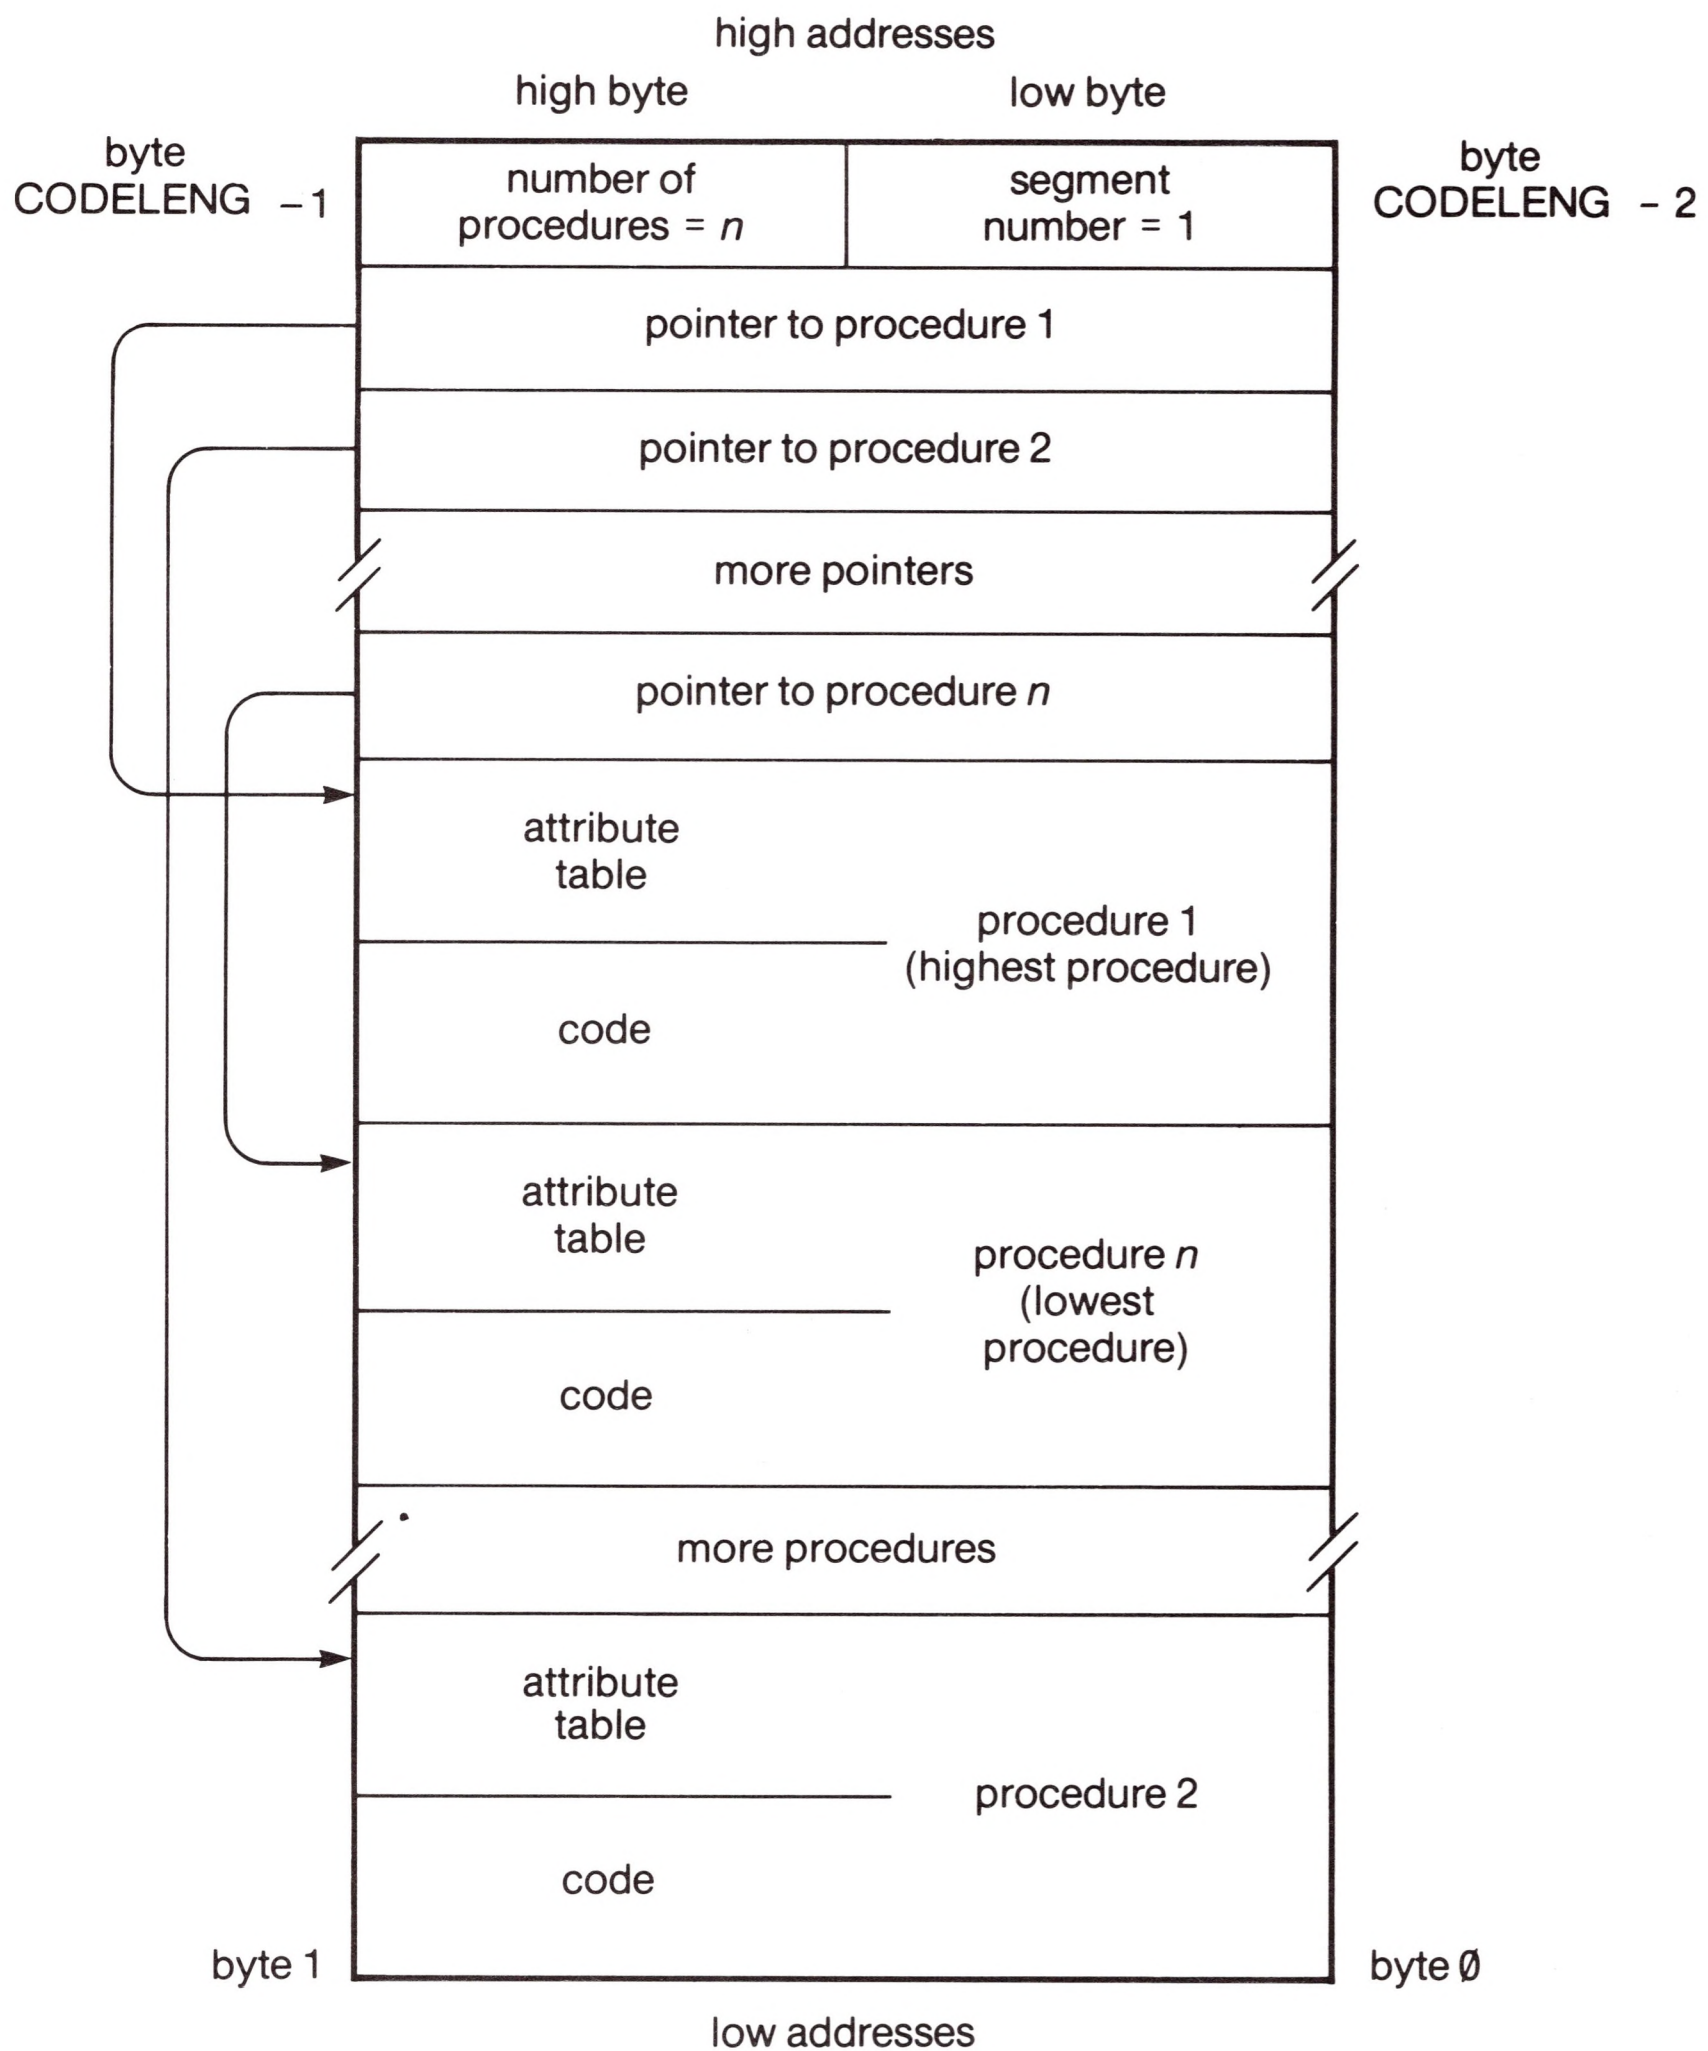 high addresses
high byte
low byte
byte
CODELENG -1
number of
procedures = n
segment
number = 1
byte
CODELENG - 2
pointer to procedure 1
pointer to procedure 2
more pointers
pointer to procedure n
attribute
table
procedure 1
(highest procedure)
code
attribute
table
procedure n
(lowest
procedure)
code
more procedures
attribute
table
procedure 2
code
byte 1
byte 0
low addresses